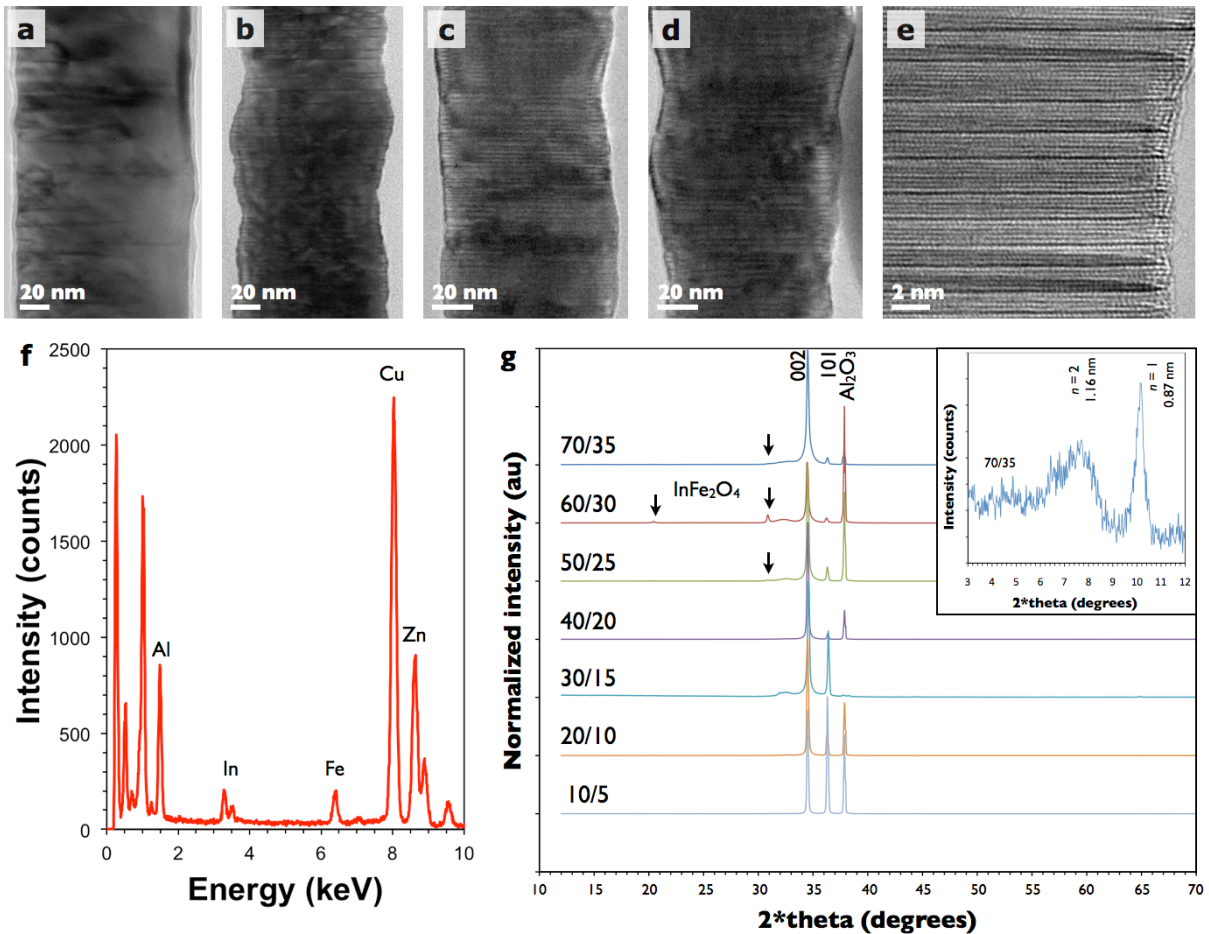 a
b
c
d
e
20 nm
20 nm
20 nm
20 nm
2 nm
f
2500
2000
1500
1000
500
0
Intensity (counts)
Cu
Zn
Al
In
Fe
0 2 4 6 8 10
Energy (keV)
g
Normalized intensity (au)
002
101
Al₂O₃
70/35
InFe₂O₄
60/30
50/25
40/20
30/15
20/10
10/5
10 15 20 25 30 35 40 45 50 55 60 65 70
2*theta (degrees)
Intensity (counts)
n = 2
1.16 nm
n = 1
0.87 nm
70/35
3 4 5 6 7 8 9 10 11 12
2*theta (degrees)